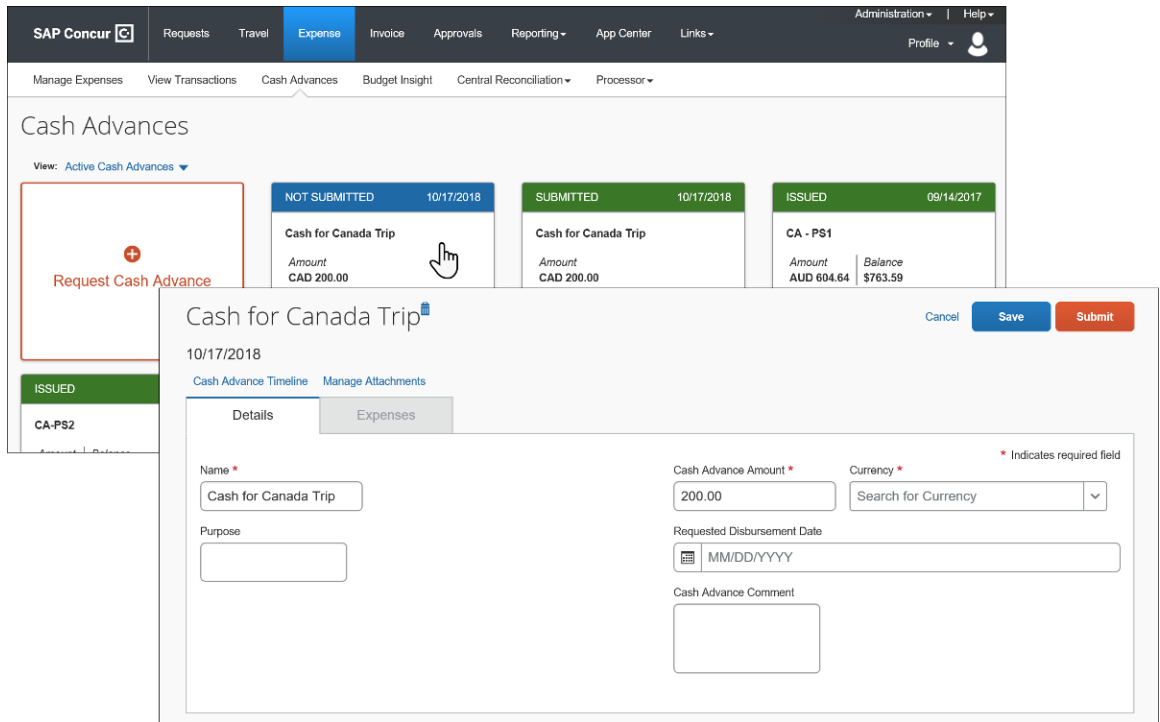 Administration | Help
SAP Concur C Requests Travel Expense Invoice Approvals Reporting App Center Links
Profile
Manage Expenses View Transactions Cash Advances Budget Insight Central Reconciliation Processor
Cash Advances
View: Active Cash Advances
NOT SUBMITTED 10/17/2018 SUBMITTED 10/17/2018 ISSUED 09/14/2017
Cash for Canada Trip Cash for Canada Trip CA - PS1
Amount Amount Amount Balance
CAD 200.00 CAD 200.00 AUD 604.64 $763.59
Request Cash Advance
Cash for Canada Trip
Cancel Save Submit
10/17/2018
Cash Advance Timeline Manage Attachments
ISSUED
Details Expenses
CA-PS2
Amount Balance
* Indicates required field
Name * Cash Advance Amount * Currency *
Cash for Canada Trip 200.00 Search for Currency
Purpose Requested Disbursement Date
MM/DD/YYYY
Cash Advance Comment